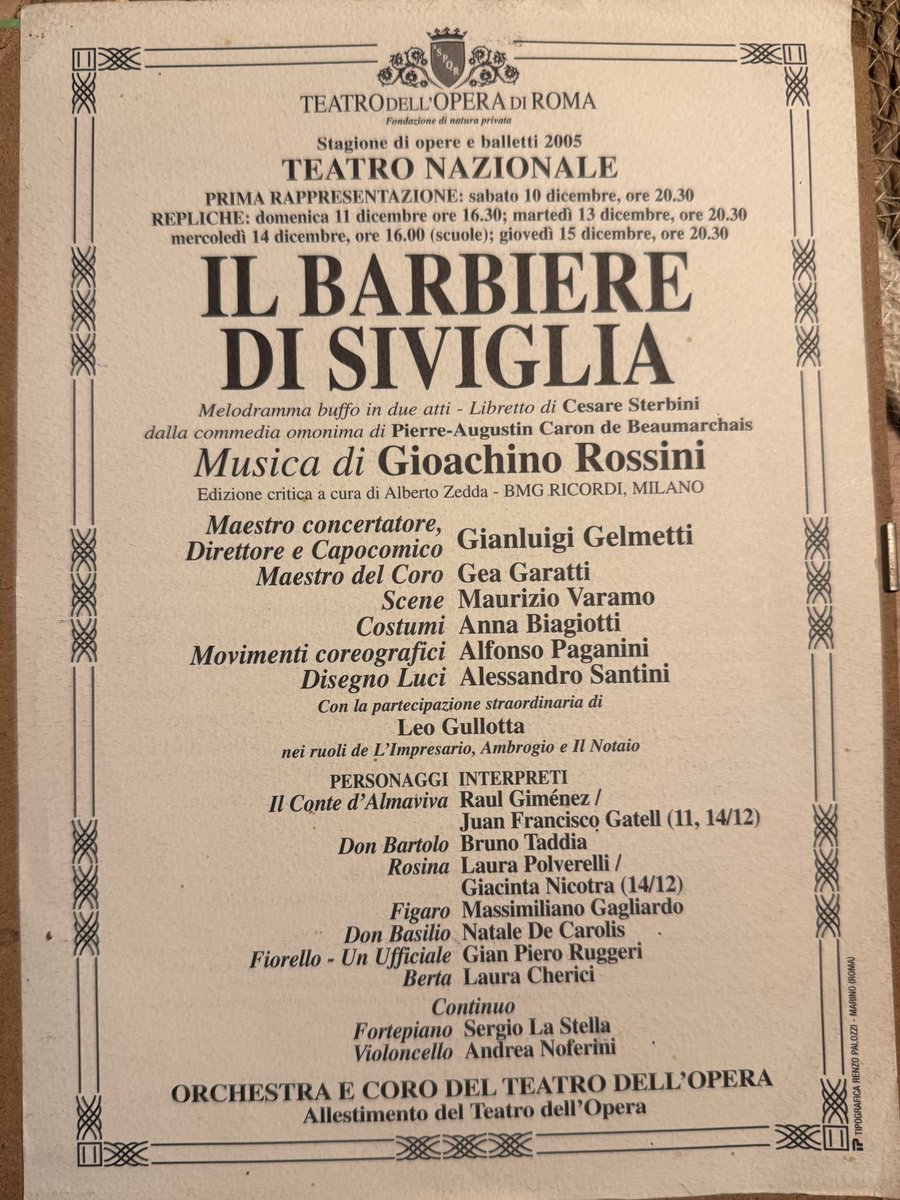 SPQR
TEATRO DELL'OPERA DI ROMA
Fondazione di natura privata
Stagione di opere e balletti 2005
TEATRO NAZIONALE
PRIMA RAPPRESENTAZIONE: sabato 10 dicembre, ore 20.30
REPLICHE: domenica 11 dicembre ore 16.30; martedì 13 dicembre, ore 20.30
mercoledì 14 dicembre, ore 16.00 (scuole); giovedì 15 dicembre, ore 20.30
IL BARBIERE
DI SIVIGLIA
Melodramma buffo in due atti - Libretto di Cesare Sterbini
dalla commedia omonima di Pierre-Augustin Caron de Beaumarchais
Musica di Gioachino Rossini
Edizione critica a cura di Alberto Zedda - BMG RICORDI, MILANO
Maestro concertatore,
Direttore e Capocomico Gianluigi Gelmetti
Maestro del Coro Gea Garatti
Scene Maurizio Varamo
Costumi Anna Biagiotti
Movimenti coreografici Alfonso Paganini
Disegno Luci Alessandro Santini
Con la partecipazione straordinaria di
Leo Gullotta
nei ruoli de L'Impresario, Ambrogio e Il Notaio
PERSONAGGI INTERPRETI
Il Conte d'Almaviva Raul Giménez /
Juan Francisco Gatell (11, 14/12)
Don Bartolo Bruno Taddia
Rosina Laura Polverelli /
Giacinta Nicotra (14/12)
Figaro Massimiliano Gagliardo
Don Basilio Natale De Carolis
Fiorello - Un Ufficiale Gian Piero Ruggeri
Berta Laura Cherici
Continuo
Fortepiano Sergio La Stella
Violoncello Andrea Noferini
ORCHESTRA E CORO DEL TEATRO DELL'OPERA
Allestimento del Teatro dell'Opera
TIPOGRAFICA RENZO PALOZZI - MARINO (ROMA)